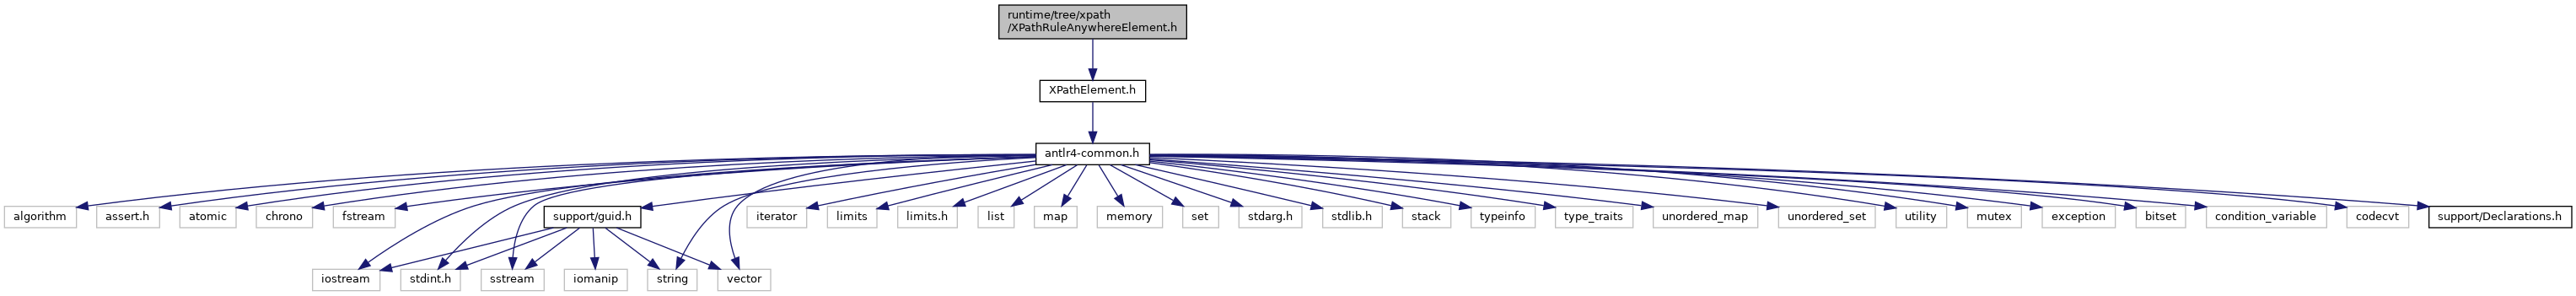 runtime/tree/xpath
/XPathRuleAnywhereElement.h
XPathElement.h
antlr4-common.h
algorithm
assert.h
atomic
chrono
fstream
support/guid.h
iterator
limits
limits.h
list
map
memory
set
stdarg.h
stdlib.h
stack
typeinfo
type_traits
unordered_map
unordered_set
utility
mutex
exception
bitset
condition_variable
codecvt
support/Declarations.h
iostream
stdint.h
sstream
iomanip
string
vector